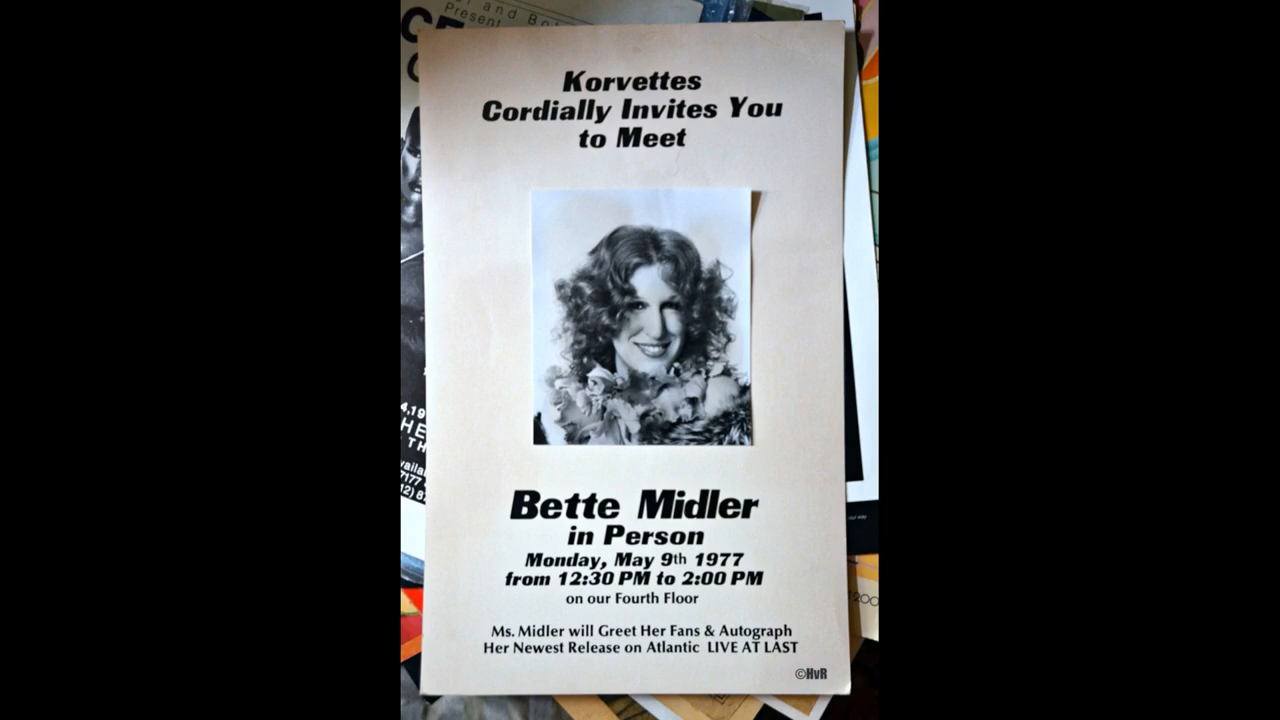 Present
Korvettes
Cordially Invites You
to Meet
Bette Midler
in Person
Monday, May 9th 1977
from 12:30 PM to 2:00 PM
on our Fourth Floor
Ms. Midler will Greet Her Fans & Autograph
Her Newest Release on Atlantic LIVE AT LAST
©HvR